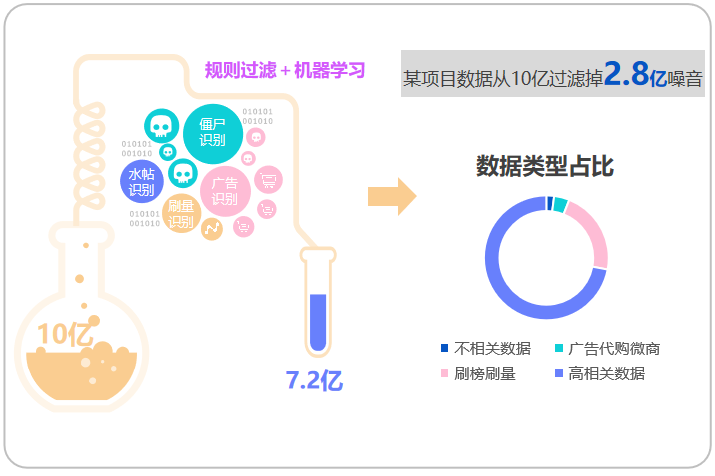 规则过滤＋机器学习
某项目数据从10亿过滤掉2.8亿噪音
010101
001010
僵尸
识别
010101
001010
水帖
识别
广告
识别
刷量
识别
010101
001010
数据类型占比
10亿
7.2亿
不相关数据
广告代购微商
刷榜刷量
高相关数据